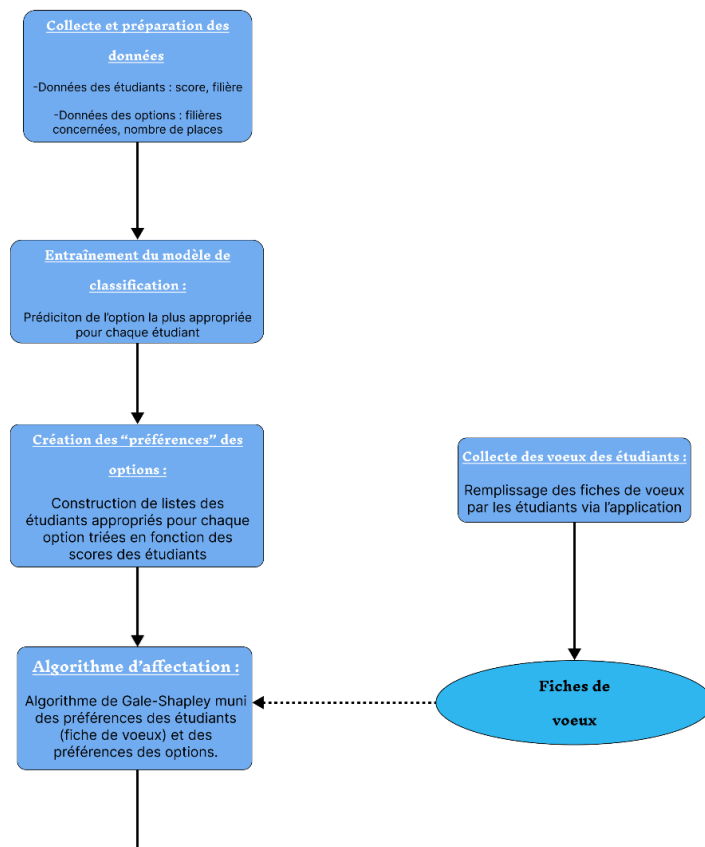 Collecte et préparation des
données
-Données des étudiants : score, filière
-Données des options : filières
concernées, nombre de places
Entraînement du modèle de
classification :
Prédiciton de l'option la plus appropriée
pour chaque étudiant
Création des “préférences” des
options :
Construction de listes des
étudiants appropriés pour chaque
option triées en fonction des
scores des étudiants
Collecte des voeux des étudiants :
Remplissage des fiches de voeux
par les étudiants via l'application
Algorithme d'affectation :
Algorithme de Gale-Shapley muni
des préférences des étudiants
(fiche de voeux) et des
préférences des options.
Fiches de
voeux